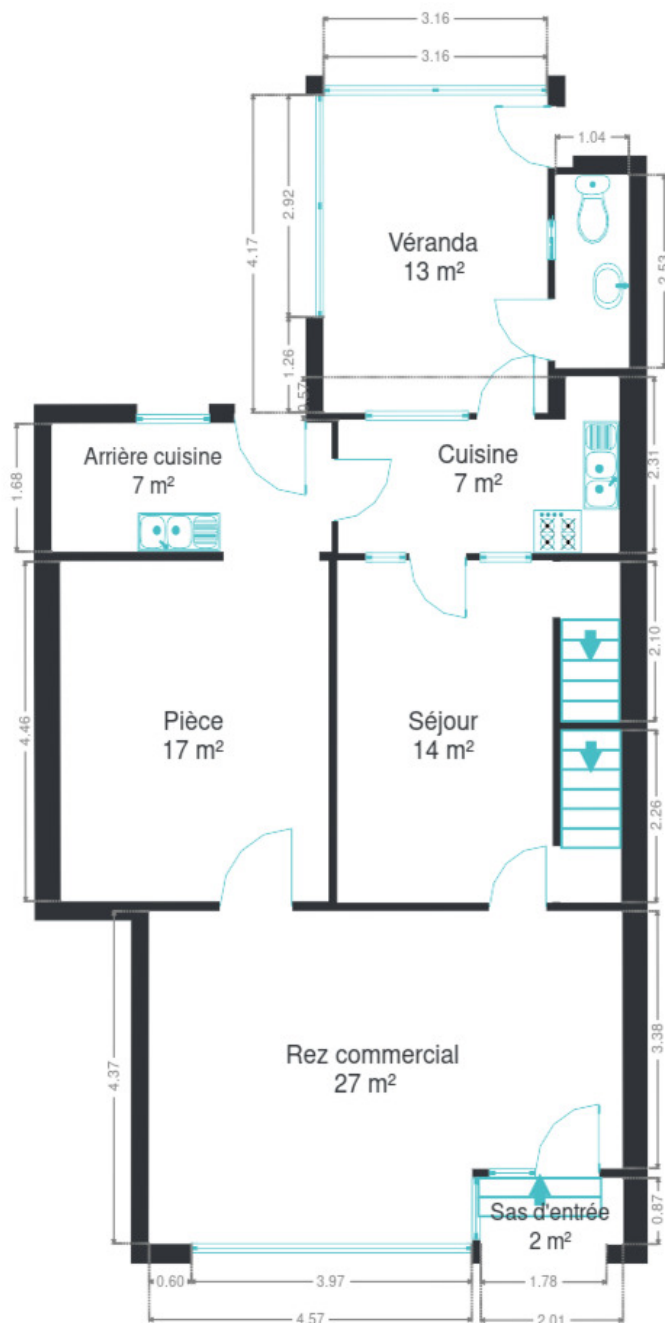 3.16
3.16
1.04
2.92
4.17
Véranda
13 m²
2.53
1.26
0.57
Arrière cuisine
7 m²
1.68
Cuisine
7 m²
2.31
2.10
4.46
Pièce
17 m²
Séjour
14 m²
2.26
4.37
Rez commercial
27 m²
3.38
Sas d'entrée
2 m²
0.87
0.60
3.97
1.78
4.57
2.01